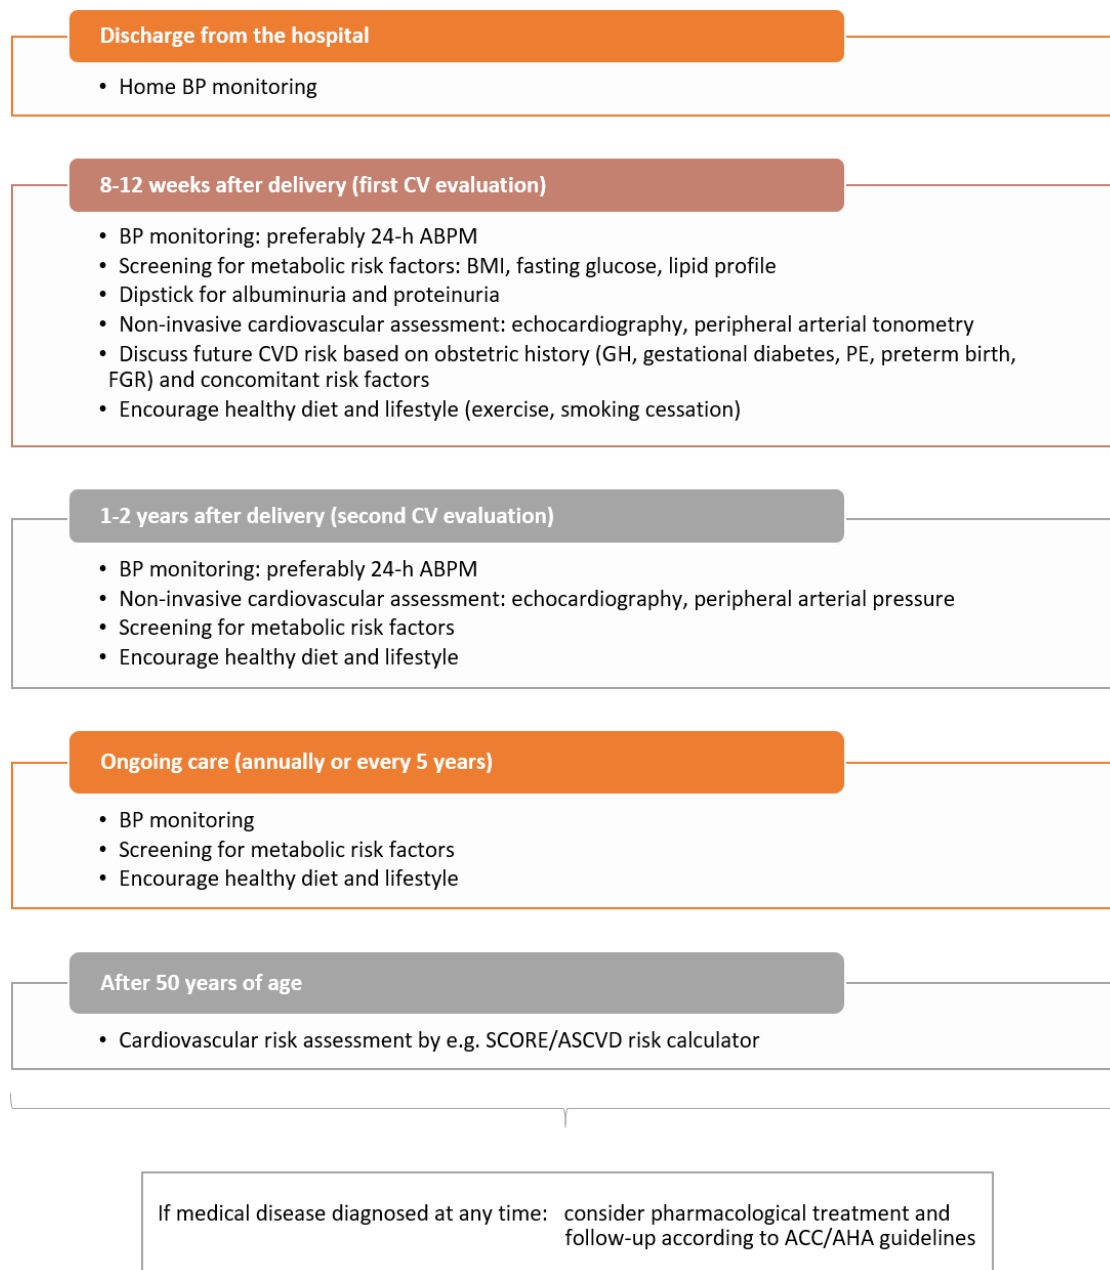 Discharge from the hospital
• Home BP monitoring
8-12 weeks after delivery (first CV evaluation)
• BP monitoring: preferably 24-h ABPM
• Screening for metabolic risk factors: BMI, fasting glucose, lipid profile
• Dipstick for albuminuria and proteinuria
• Non-invasive cardiovascular assessment: echocardiography, peripheral arterial tonometry
• Discuss future CVD risk based on obstetric history (GH, gestational diabetes, PE, preterm birth,
FGR) and concomitant risk factors
• Encourage healthy diet and lifestyle (exercise, smoking cessation)
1-2 years after delivery (second CV evaluation)
• BP monitoring: preferably 24-h ABPM
• Non-invasive cardiovascular assessment: echocardiography, peripheral arterial pressure
• Screening for metabolic risk factors
• Encourage healthy diet and lifestyle
Ongoing care (annually or every 5 years)
• BP monitoring
• Screening for metabolic risk factors
• Encourage healthy diet and lifestyle
After 50 years of age
• Cardiovascular risk assessment by e.g. SCORE/ASCVD risk calculator
If medical disease diagnosed at any time: consider pharmacological treatment and
follow-up according to ACC/AHA guidelines